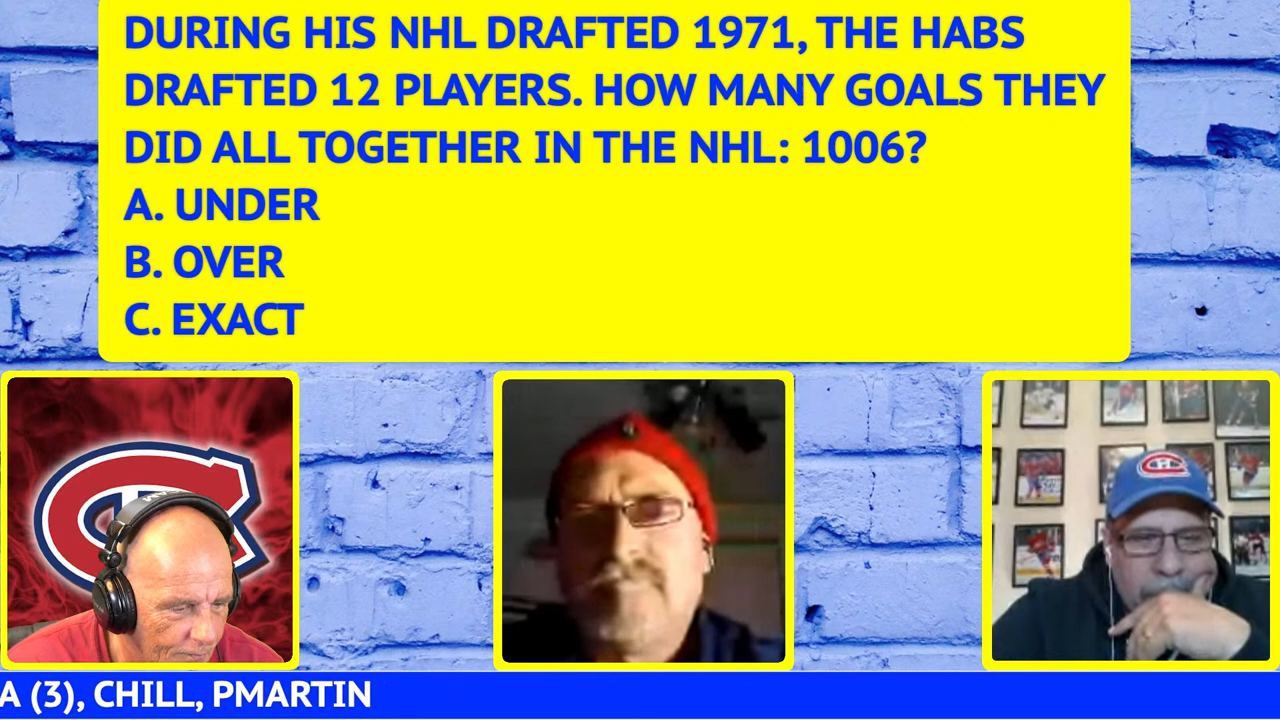 DURING HIS NHL DRAFTED 1971, THE HABS
DRAFTED 12 PLAYERS. HOW MANY GOALS THEY
DID ALL TOGETHER IN THE NHL: 1006?
A. UNDER
B. OVER
C. EXACT
A (3), CHILL, PMARTIN